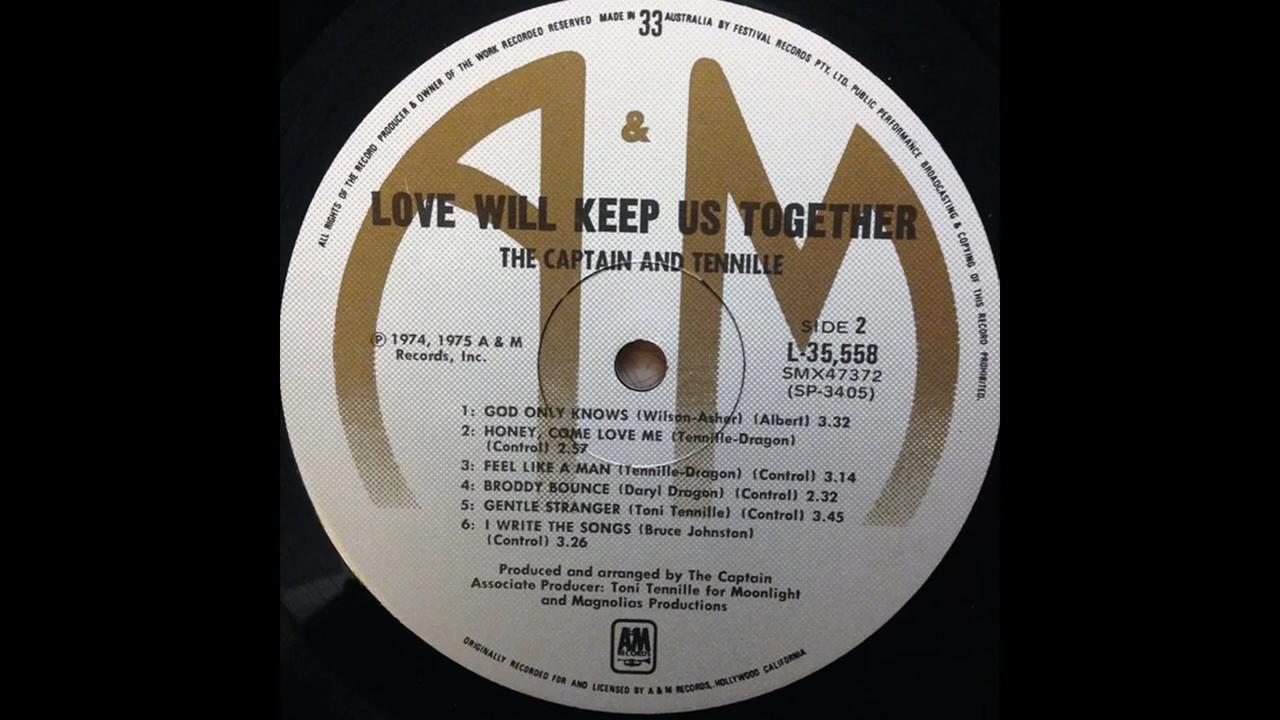 ALL RIGHTS OF THE RECORD PRODUCER & OWNER OF THE WORK RECORDED RESERVED MADE IN 33 AUSTRALIA BY FESTIVAL RECORDS PTY, LTD. PUBLIC PERFORMANCE BROADCASTING & COPYING OF THIS RECORD PROHIBITED.
A & M
LOVE WILL KEEP US TOGETHER
THE CAPTAIN AND TENNILLE
℗ 1974, 1975 A & M
Records, Inc.
SIDE 2
L-35,558
SMX47372
(SP-3405)
1: GOD ONLY KNOWS (Wilson-Asher) (Albert) 3.32
2: HONEY, COME LOVE ME (Tennille-Dragon)
(Control) 2.57
3: FEEL LIKE A MAN (Tennille-Dragon) (Control) 3.14
4: BRODDY BOUNCE (Daryl Dragon) (Control) 2.32
5: GENTLE STRANGER (Toni Tennille) (Control) 3.45
6: I WRITE THE SONGS (Bruce Johnston)
(Control) 3.26
Produced and arranged by The Captain
Associate Producer: Toni Tennille for Moonlight
and Magnolias Productions
A&M
RECORDS
ORIGINALLY RECORDED FOR AND LICENSED BY A & M RECORDS, HOLLYWOOD CALIFORNIA